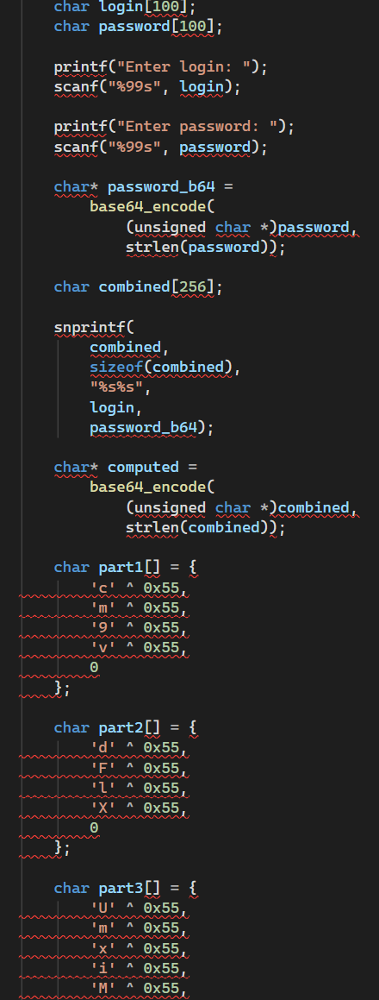 char login[100];
char password[100];
printf("Enter login: ");
scanf("%99s", login);
printf("Enter password: ");
scanf("%99s", password);
char* password_b64 =
base64_encode(
(unsigned char *)password,
strlen(password));
char combined[256];
snprintf(
combined,
sizeof(combined),
"%s%s",
login,
password_b64);
char* computed =
base64_encode(
(unsigned char *)combined,
strlen(combined));
char part1[] = {
'c' ^ 0x55,
'm' ^ 0x55,
'9' ^ 0x55,
'v' ^ 0x55,
0
};
char part2[] = {
'd' ^ 0x55,
'F' ^ 0x55,
'l' ^ 0x55,
'X' ^ 0x55,
0
};
char part3[] = {
'U' ^ 0x55,
'm' ^ 0x55,
'x' ^ 0x55,
'i' ^ 0x55,
'M' ^ 0x55,